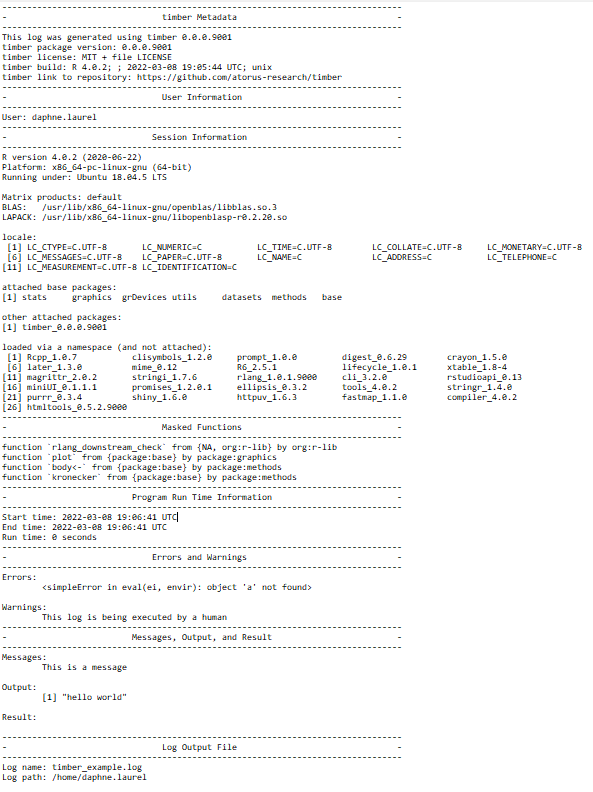 --------------------------------------------------------------------------------
-                               timber Metadata                                -
--------------------------------------------------------------------------------
This log was generated using timber 0.0.0.9001
timber package version: 0.0.0.9001
timber license: MIT + file LICENSE
timber build: R 4.0.2; ; 2022-03-08 19:05:44 UTC; unix
timber link to repository: https://github.com/atorus-research/timber
--------------------------------------------------------------------------------
-                               User Information                               -
--------------------------------------------------------------------------------
User: daphne.laurel
--------------------------------------------------------------------------------
-                             Session Information                              -
--------------------------------------------------------------------------------
R version 4.0.2 (2020-06-22)
Platform: x86_64-pc-linux-gnu (64-bit)
Running under: Ubuntu 18.04.5 LTS

Matrix products: default
BLAS:   /usr/lib/x86_64-linux-gnu/openblas/libblas.so.3
LAPACK: /usr/lib/x86_64-linux-gnu/libopenblasp-r0.2.20.so

locale:
 [1] LC_CTYPE=C.UTF-8       LC_NUMERIC=C           LC_TIME=C.UTF-8        LC_COLLATE=C.UTF-8     LC_MONETARY=C.UTF-8
 [6] LC_MESSAGES=C.UTF-8    LC_PAPER=C.UTF-8       LC_NAME=C              LC_ADDRESS=C           LC_TELEPHONE=C
[11] LC_MEASUREMENT=C.UTF-8 LC_IDENTIFICATION=C

attached base packages:
[1] stats     graphics  grDevices utils     datasets  methods   base

other attached packages:
[1] timber_0.0.0.9001

loaded via a namespace (and not attached):
 [1] Rcpp_1.0.7           clisymbols_1.2.0     prompt_1.0.0         digest_0.6.29        crayon_1.5.0
 [6] later_1.3.0          mime_0.12            R6_2.5.1             lifecycle_1.0.1      xtable_1.8-4
[11] magrittr_2.0.2       stringi_1.7.6        rlang_1.0.1.9000     cli_3.2.0            rstudioapi_0.13
[16] miniUI_0.1.1.1       promises_1.2.0.1     ellipsis_0.3.2       tools_4.0.2          stringr_1.4.0
[21] purrr_0.3.4          shiny_1.6.0          httpuv_1.6.3         fastmap_1.1.0        compiler_4.0.2
[26] htmltools_0.5.2.9000
--------------------------------------------------------------------------------
-                               Masked Functions                               -
--------------------------------------------------------------------------------
function `rlang_downstream_check` from {NA, org:r-lib} by org:r-lib
function `plot` from {package:base} by package:graphics
function `body<-` from {package:base} by package:methods
function `kronecker` from {package:base} by package:methods
--------------------------------------------------------------------------------
-                         Program Run Time Information                         -
--------------------------------------------------------------------------------
Start time: 2022-03-08 19:06:41 UTC
End time: 2022-03-08 19:06:41 UTC
Run time: 0 seconds
--------------------------------------------------------------------------------
-                             Errors and Warnings                              -
--------------------------------------------------------------------------------
Errors:
        <simpleError in eval(ei, envir): object 'a' not found>

Warnings:
        This log is being executed by a human
--------------------------------------------------------------------------------
-                         Messages, Output, and Result                         -
--------------------------------------------------------------------------------
Messages:
        This is a message

Output:
        [1] "hello world"

Result:

--------------------------------------------------------------------------------
-                               Log Output File                                -
--------------------------------------------------------------------------------
Log name: timber_example.log
Log path: /home/daphne.laurel